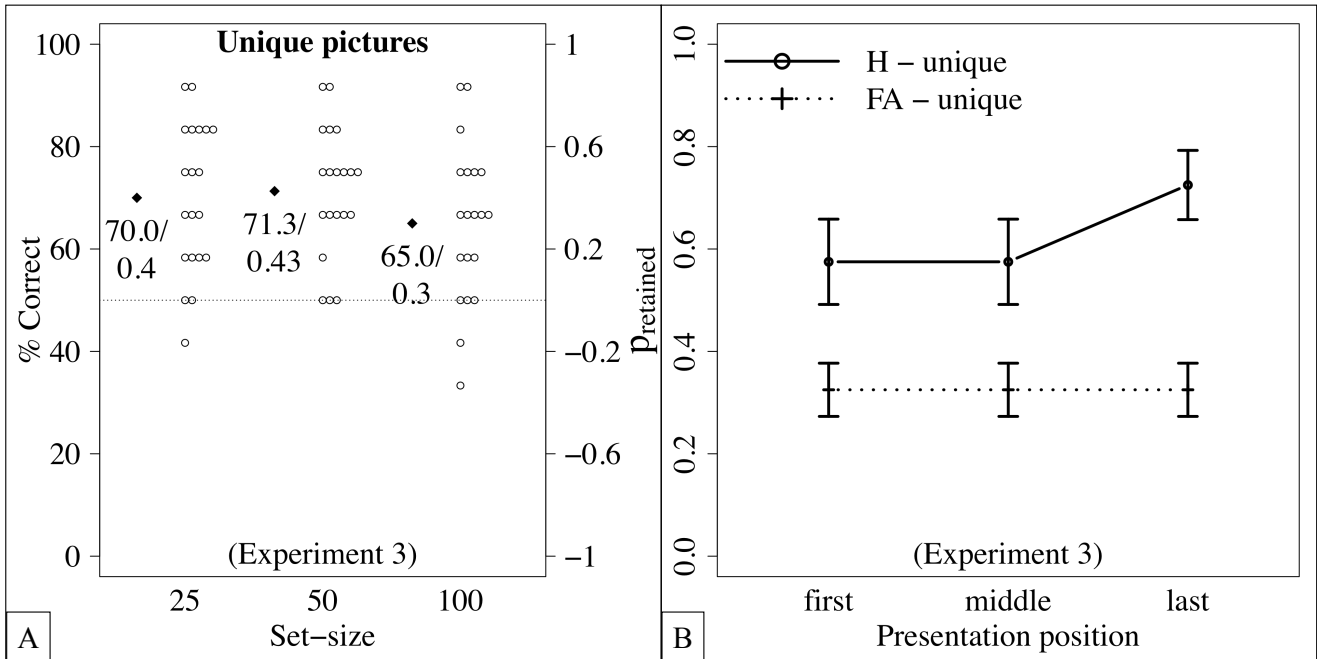 Unique pictures
100
80
60
40
20
0
% Correct
1
0.6
0.2
−0.2
−0.6
−1
pretained
70.0/
0.4
71.3/
0.43
65.0/
0.3
(Experiment 3)
25 50 100
Set−size
A
H − unique
FA − unique
1.0
0.8
0.6
0.4
0.2
0.0
(Experiment 3)
first middle last
Presentation position
B